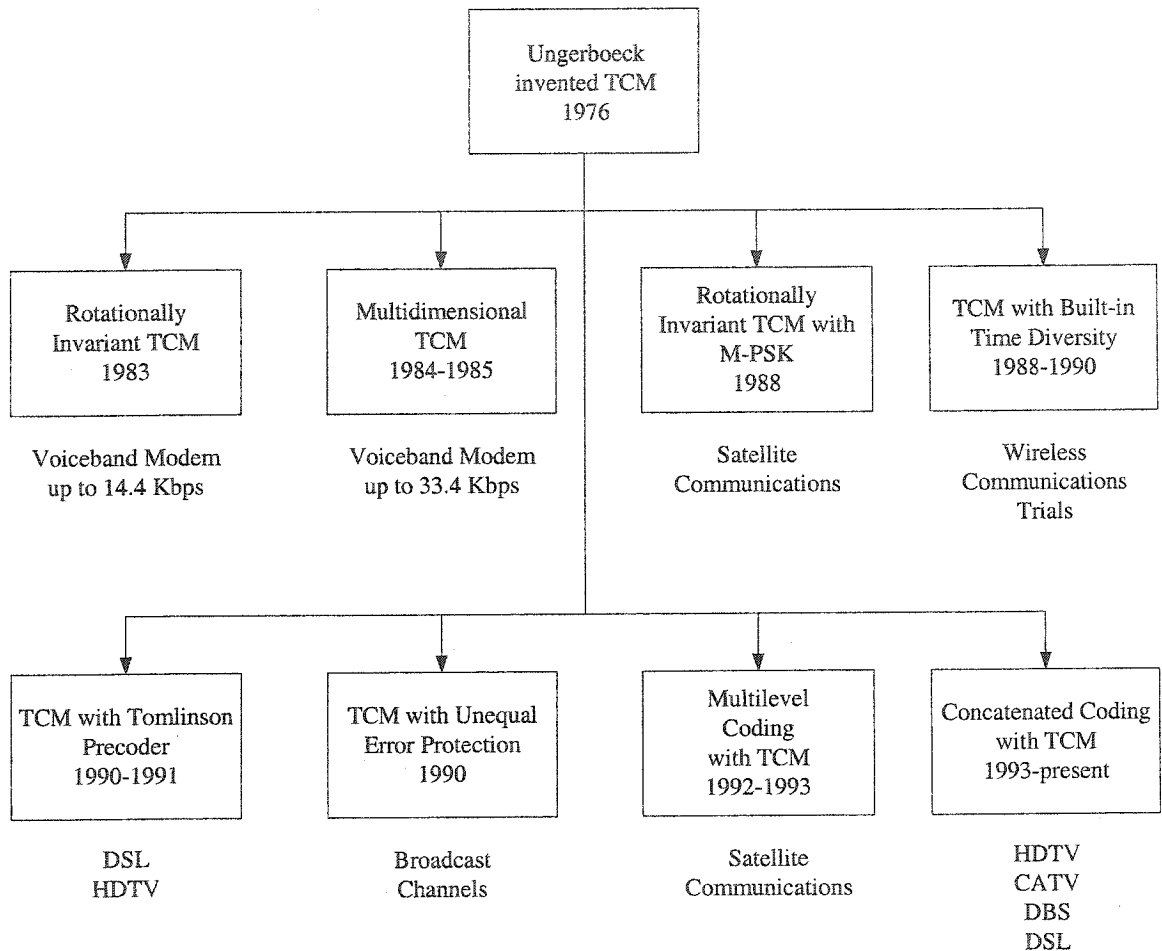 Ungerboeck
invented TCM
1976
Rotationally
Invariant TCM
1983
Multidimensional
TCM
1984-1985
Rotationally
Invariant TCM with
M-PSK
1988
TCM with Built-in
Time Diversity
1988-1990
Voiceband Modem
up to 14.4 Kbps
Voiceband Modem
up to 33.4 Kbps
Satellite
Communications
Wireless
Communications
Trials
TCM with Tomlinson
Precoder
1990-1991
TCM with Unequal
Error Protection
1990
Multilevel
Coding
with TCM
1992-1993
Concatenated Coding
with TCM
1993-present
DSL
HDTV
Broadcast
Channels
Satellite
Communications
HDTV
CATV
DBS
DSL